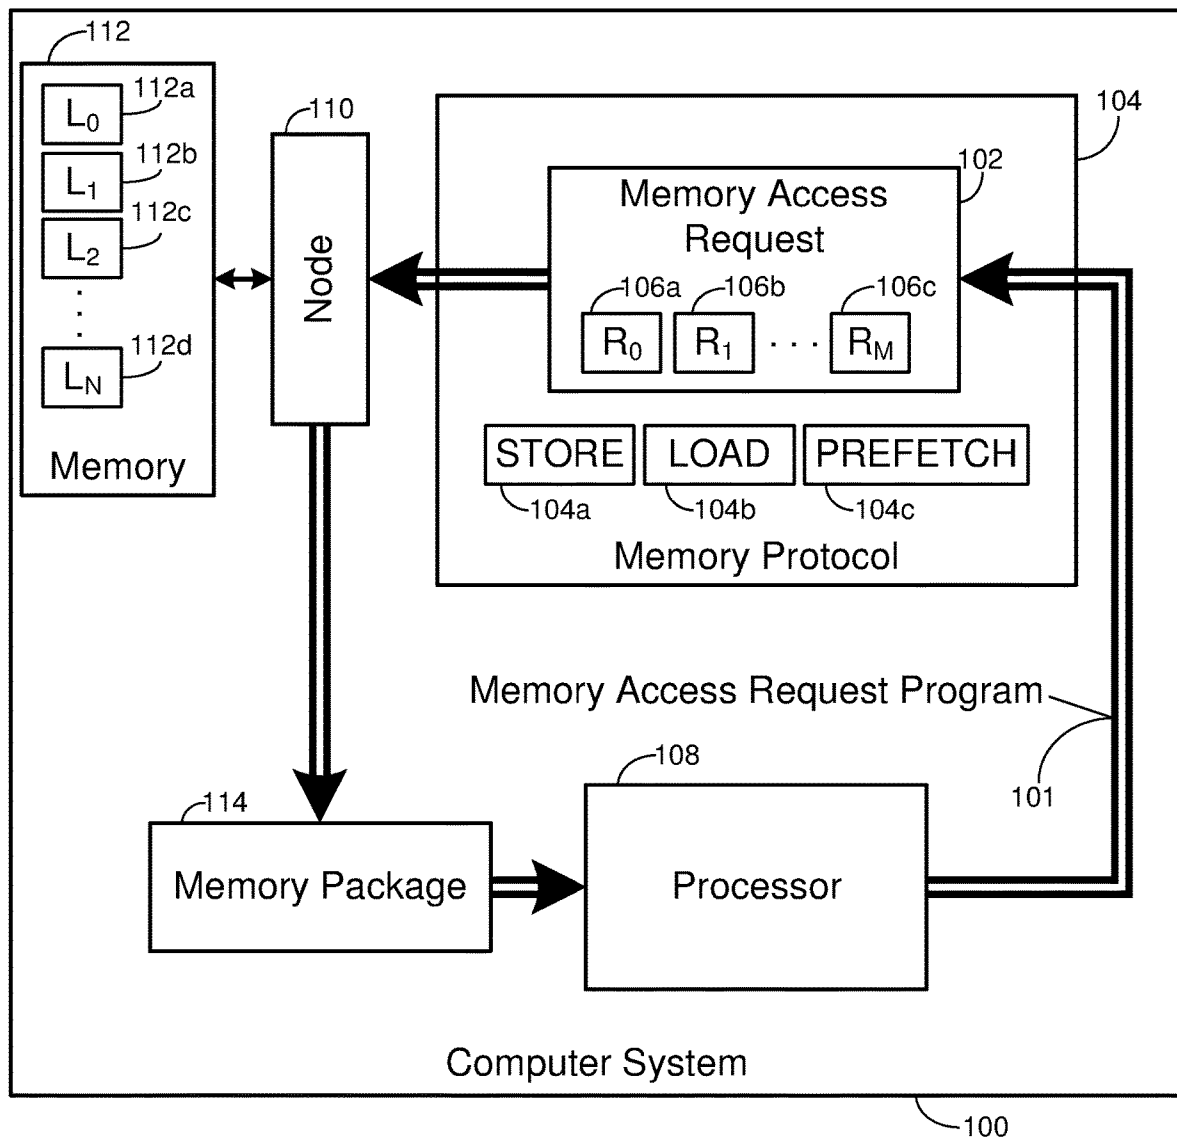 112
L0
112a
L1
112b
L2
112c
LN
112d
Memory
110
Node
104
102
Memory Access
Request
106a
106b
106c
R0
R1
. . .
RM
STORE
LOAD
PREFETCH
104a
104b
104c
Memory Protocol
Memory Access Request Program
101
108
Processor
114
Memory Package
Computer System
100